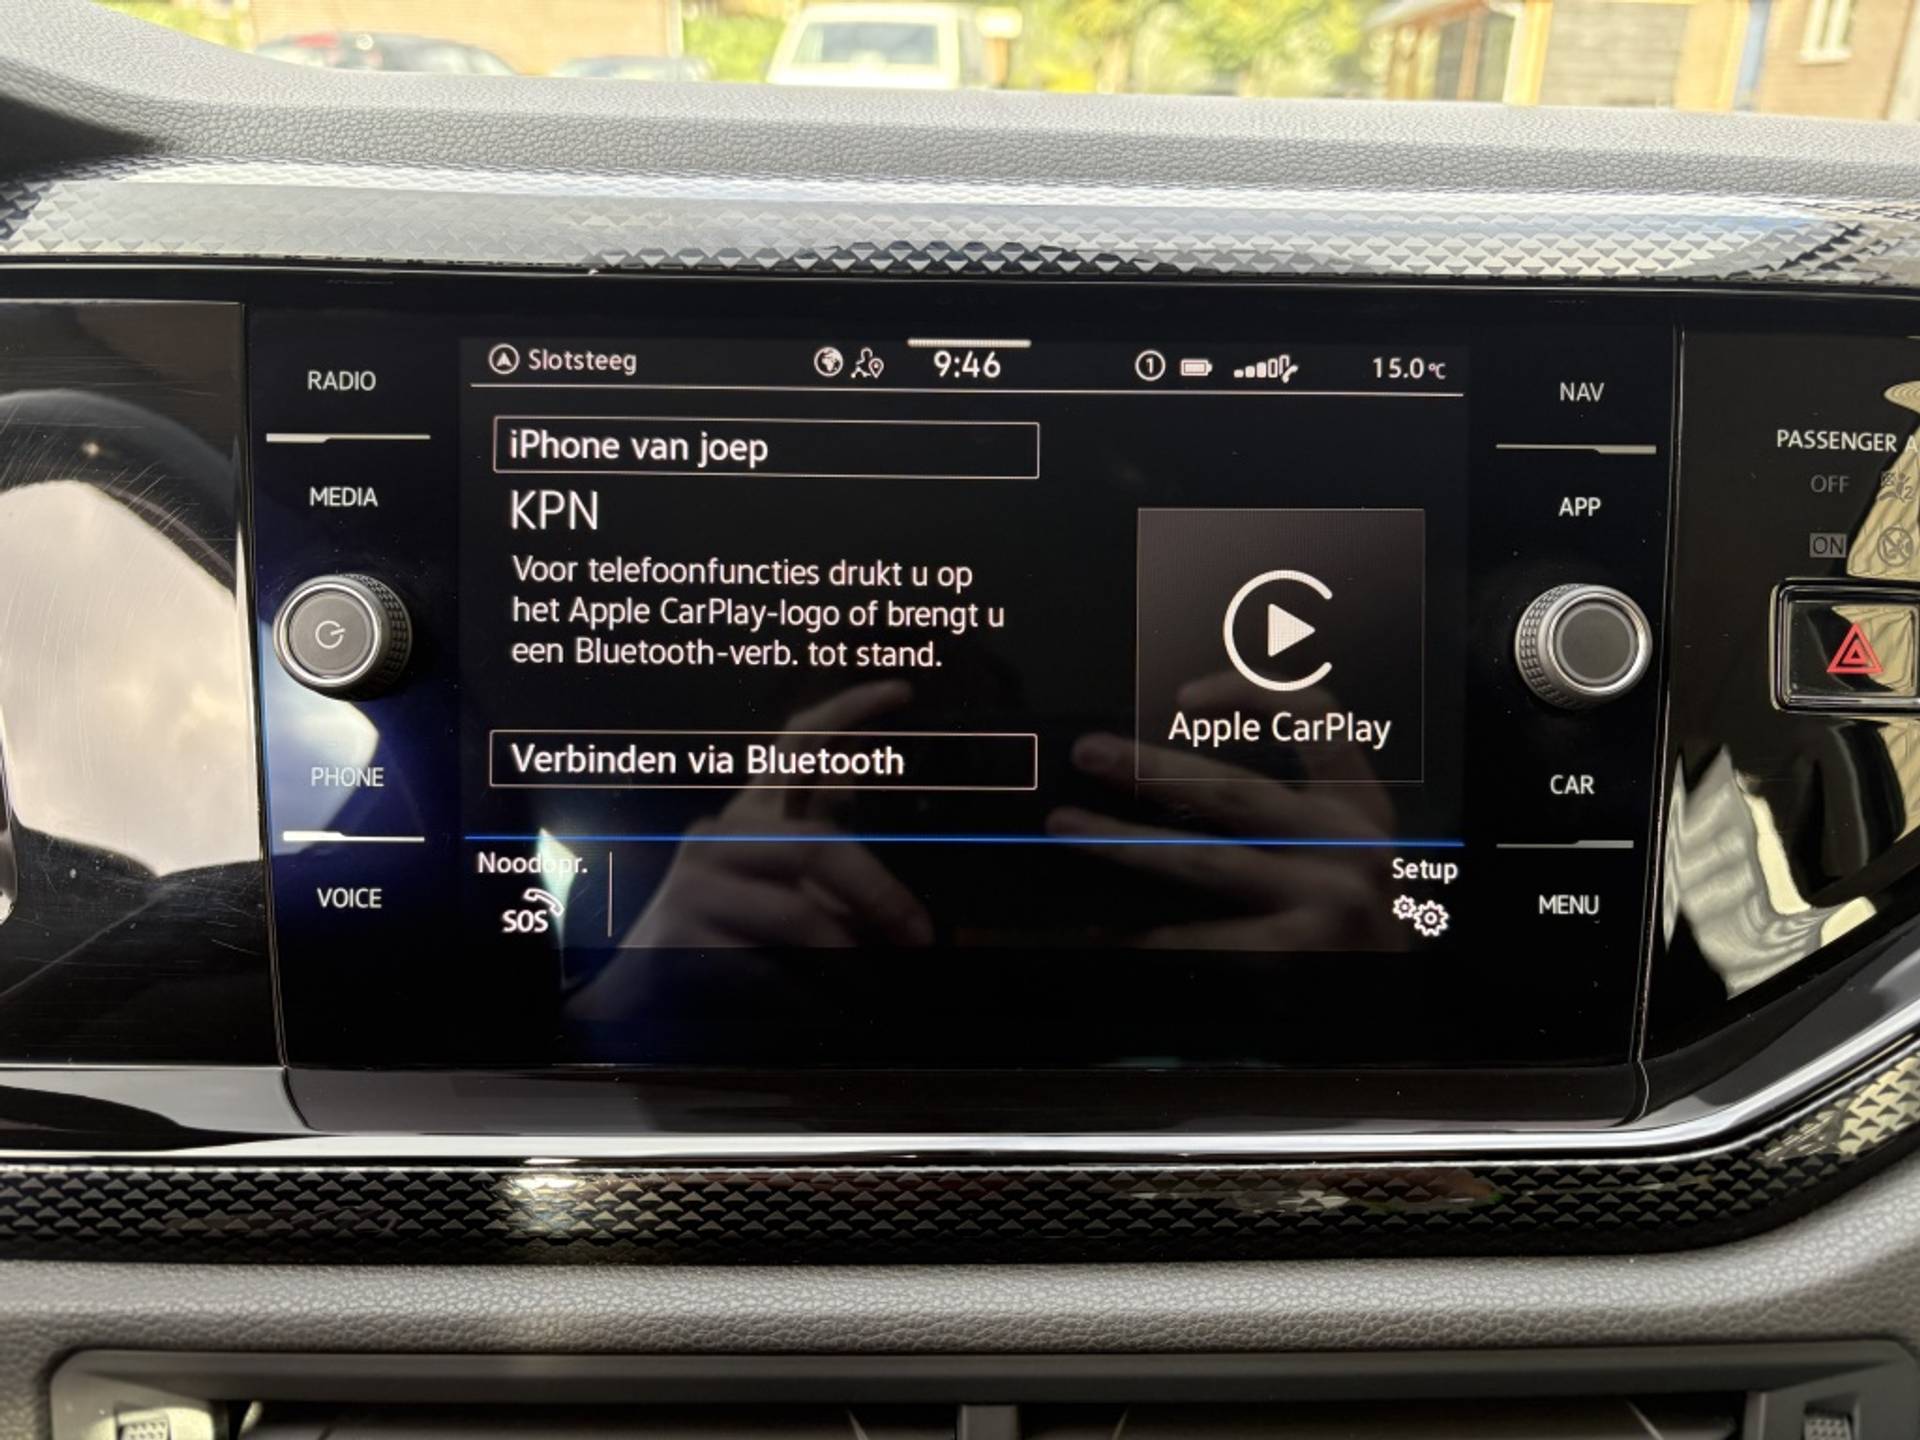 RADIO
MEDIA
PHONE
VOICE
Slotsteeg
9:46
1
15.0°C
iPhone van joep
KPN
Voor telefoonfuncties drukt u op
het Apple CarPlay-logo of brengt u
een Bluetooth-verb. tot stand.
Apple CarPlay
Verbinden via Bluetooth
Noodopr.
SOS
Setup
NAV
APP
CAR
MENU
PASSENGER A
OFF
ON